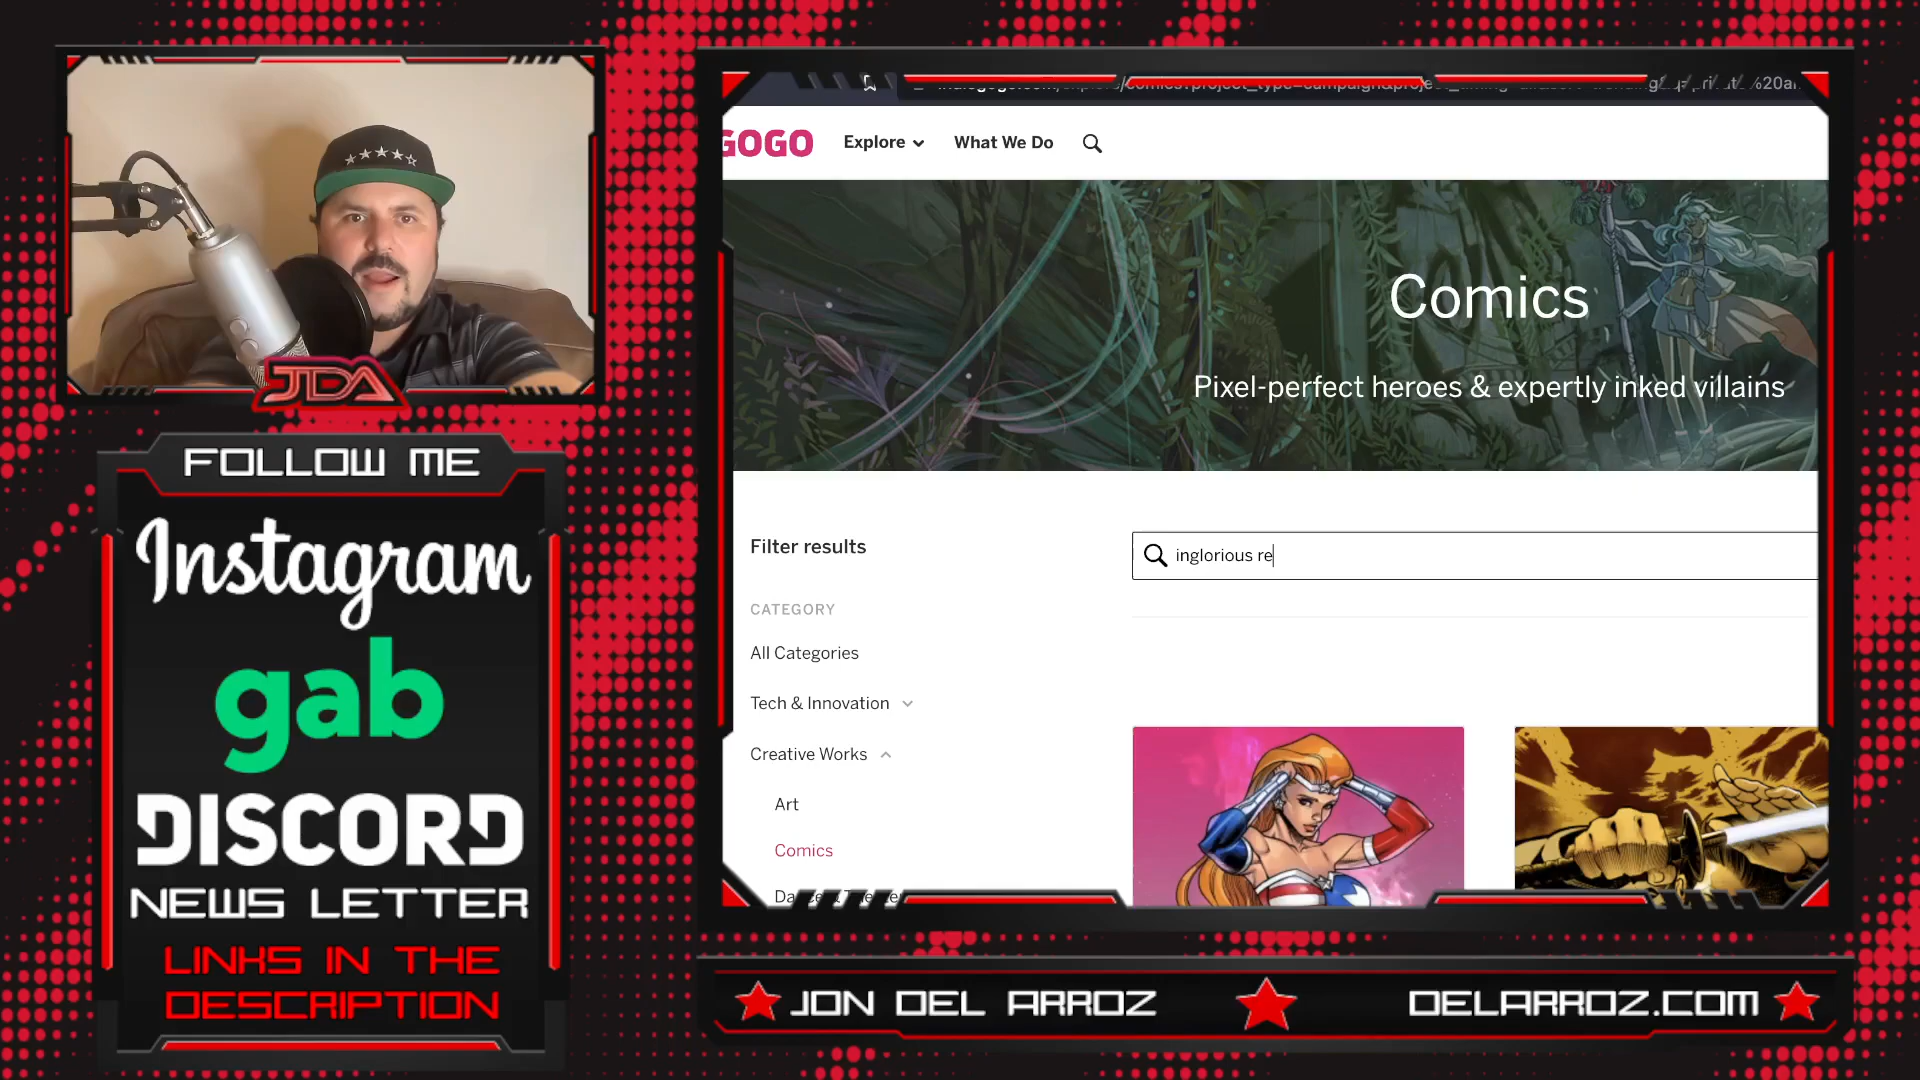 JDA
FOLLOW ME
Instagram
gab
DISCORD
NEWS LETTER
LINKS IN THE
DESCRIPTION
GOGO
Explore
What We Do
Comics
Pixel-perfect heroes & expertly inked villains
Filter results
inglorious re
CATEGORY
All Categories
Tech & Innovation
Creative Works
Art
Comics
JON DEL ARROZ
DELARROZ.COM